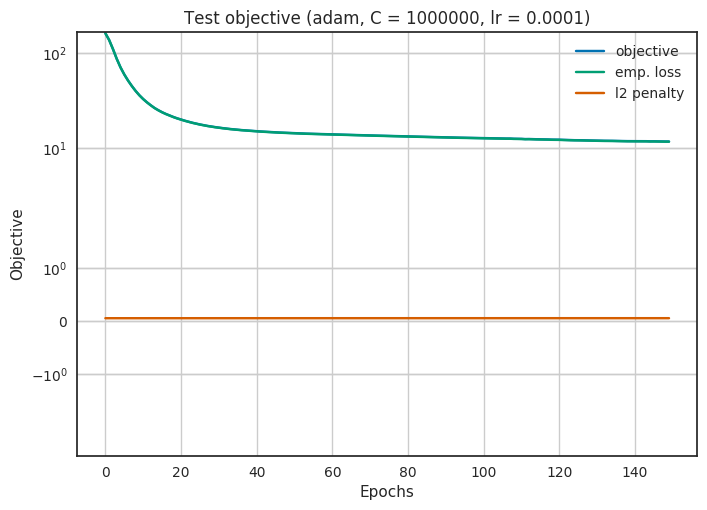 Test objective (adam, C = 1000000, lr = 0.0001)
objective
emp. loss
l2 penalty
10²
10¹
10⁰
0
−10⁰
Objective
0 20 40 60 80 100 120 140
Epochs